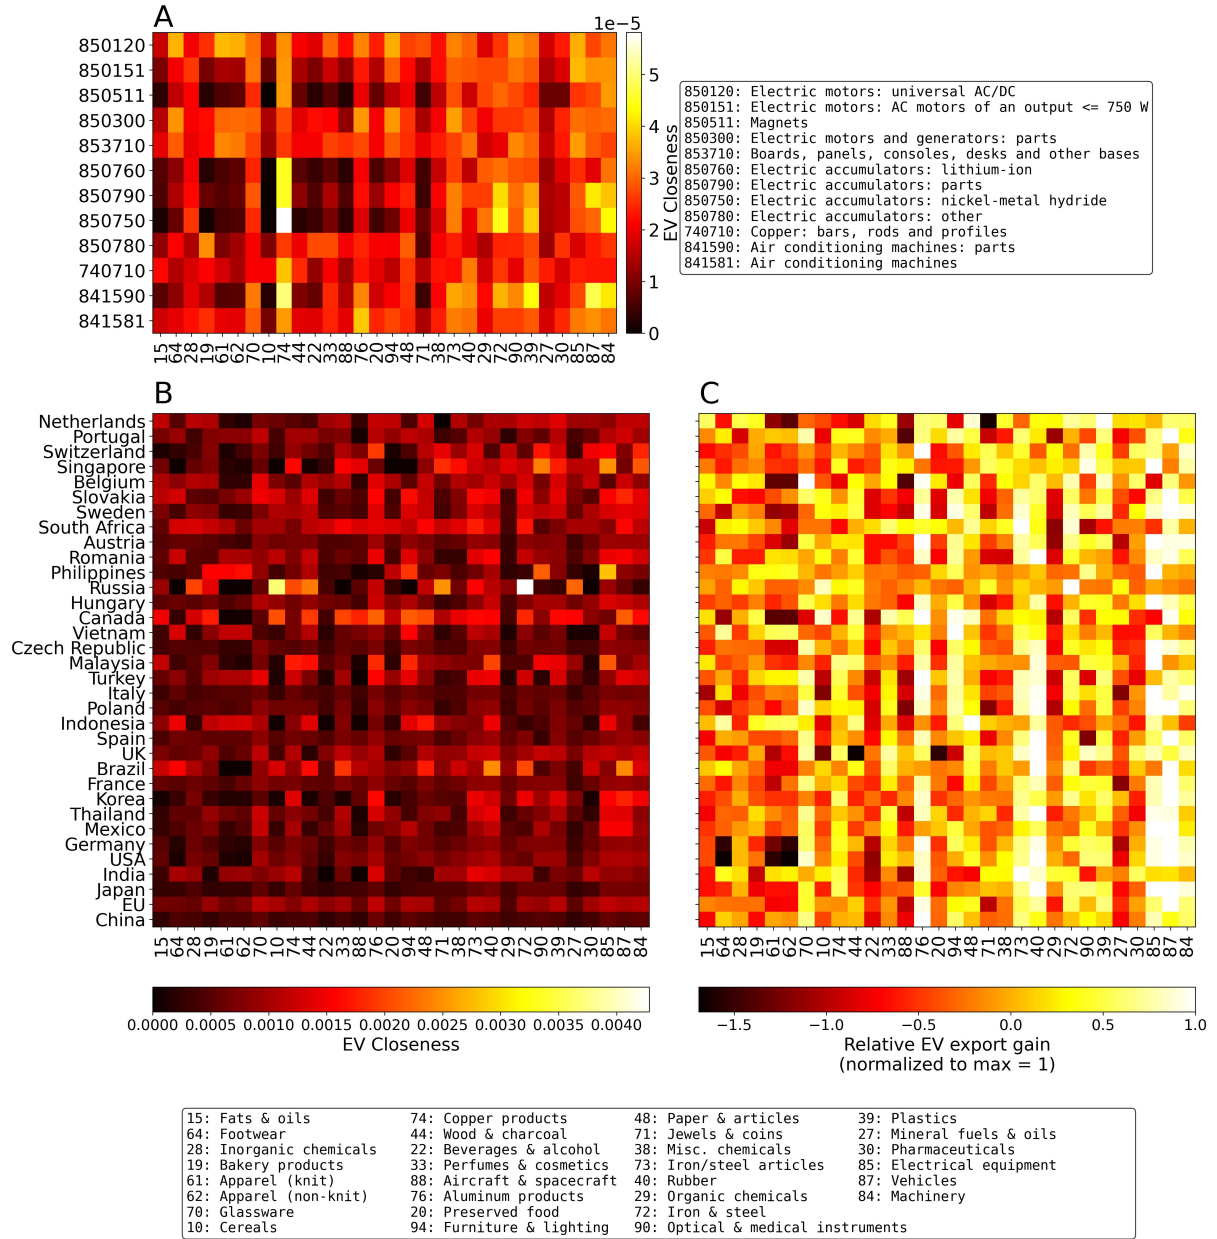 A
1e−5
850120
850151
850511
850300
853710
850760
850790
850750
850780
740710
841590
841581
15 64 28 19 61 62 70 10 74 44 22 33 88 76 20 94 48 71 38 73 40 29 72 90 39 27 30 85 87 84
5
4
3
2
1
0
EV Closeness
850120: Electric motors: universal AC/DC
850151: Electric motors: AC motors of an output <= 750 W
850511: Magnets
850300: Electric motors and generators: parts
853710: Boards, panels, consoles, desks and other bases
850760: Electric accumulators: lithium-ion
850790: Electric accumulators: parts
850750: Electric accumulators: nickel-metal hydride
850780: Electric accumulators: other
740710: Copper: bars, rods and profiles
841590: Air conditioning machines: parts
841581: Air conditioning machines
B
Netherlands
Portugal
Switzerland
Singapore
Belgium
Slovakia
Sweden
South Africa
Austria
Romania
Philippines
Russia
Hungary
Canada
Vietnam
Czech Republic
Malaysia
Turkey
Italy
Poland
Indonesia
Spain
UK
Brazil
France
Korea
Thailand
Mexico
Germany
USA
India
Japan
EU
China
15 64 28 19 61 62 70 10 74 44 22 33 88 76 20 94 48 71 38 73 40 29 72 90 39 27 30 85 87 84
0.0000 0.0005 0.0010 0.0015 0.0020 0.0025 0.0030 0.0035 0.0040
EV Closeness
C
15 64 28 19 61 62 70 10 74 44 22 33 88 76 20 94 48 71 38 73 40 29 72 90 39 27 30 85 87 84
−1.5 −1.0 −0.5 0.0 0.5 1.0
Relative EV export gain
(normalized to max = 1)
15: Fats & oils
64: Footwear
28: Inorganic chemicals
19: Bakery products
61: Apparel (knit)
62: Apparel (non-knit)
70: Glassware
10: Cereals
74: Copper products
44: Wood & charcoal
22: Beverages & alcohol
33: Perfumes & cosmetics
88: Aircraft & spacecraft
76: Aluminum products
20: Preserved food
94: Furniture & lighting
48: Paper & articles
71: Jewels & coins
38: Misc. chemicals
73: Iron/steel articles
40: Rubber
29: Organic chemicals
72: Iron & steel
90: Optical & medical instruments
39: Plastics
27: Mineral fuels & oils
30: Pharmaceuticals
85: Electrical equipment
87: Vehicles
84: Machinery